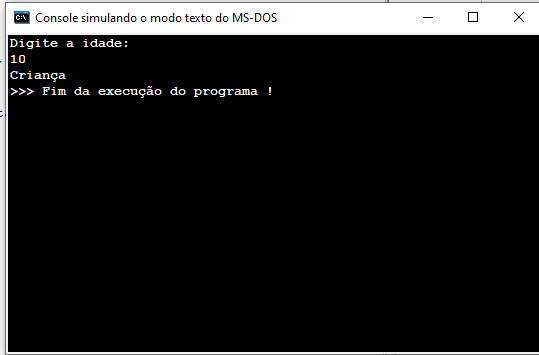 Console simulando o modo texto do MS-DOS
Digite a idade:
10
Criança
>>> Fim da execução do programa !